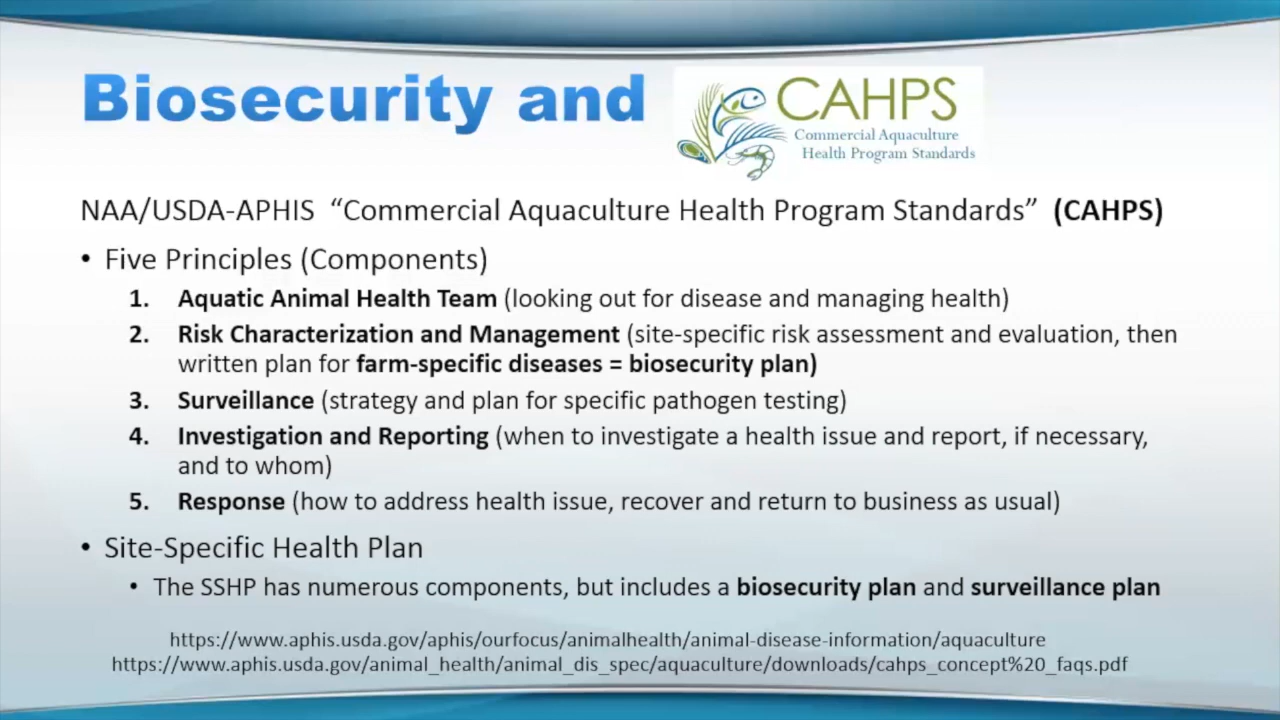 Biosecurity and
CAHPS
Commercial Aquaculture
Health Program Standards
NAA/USDA-APHIS “Commercial Aquaculture Health Program Standards” (CAHPS)
• Five Principles (Components)
1. Aquatic Animal Health Team (looking out for disease and managing health)
2. Risk Characterization and Management (site-specific risk assessment and evaluation, then
written plan for farm-specific diseases = biosecurity plan)
3. Surveillance (strategy and plan for specific pathogen testing)
4. Investigation and Reporting (when to investigate a health issue and report, if necessary,
and to whom)
5. Response (how to address health issue, recover and return to business as usual)
• Site-Specific Health Plan
• The SSHP has numerous components, but includes a biosecurity plan and surveillance plan
https://www.aphis.usda.gov/aphis/ourfocus/animalhealth/animal-disease-information/aquaculture
https://www.aphis.usda.gov/animal_health/animal_dis_spec/aquaculture/downloads/cahps_concept%20_faqs.pdf